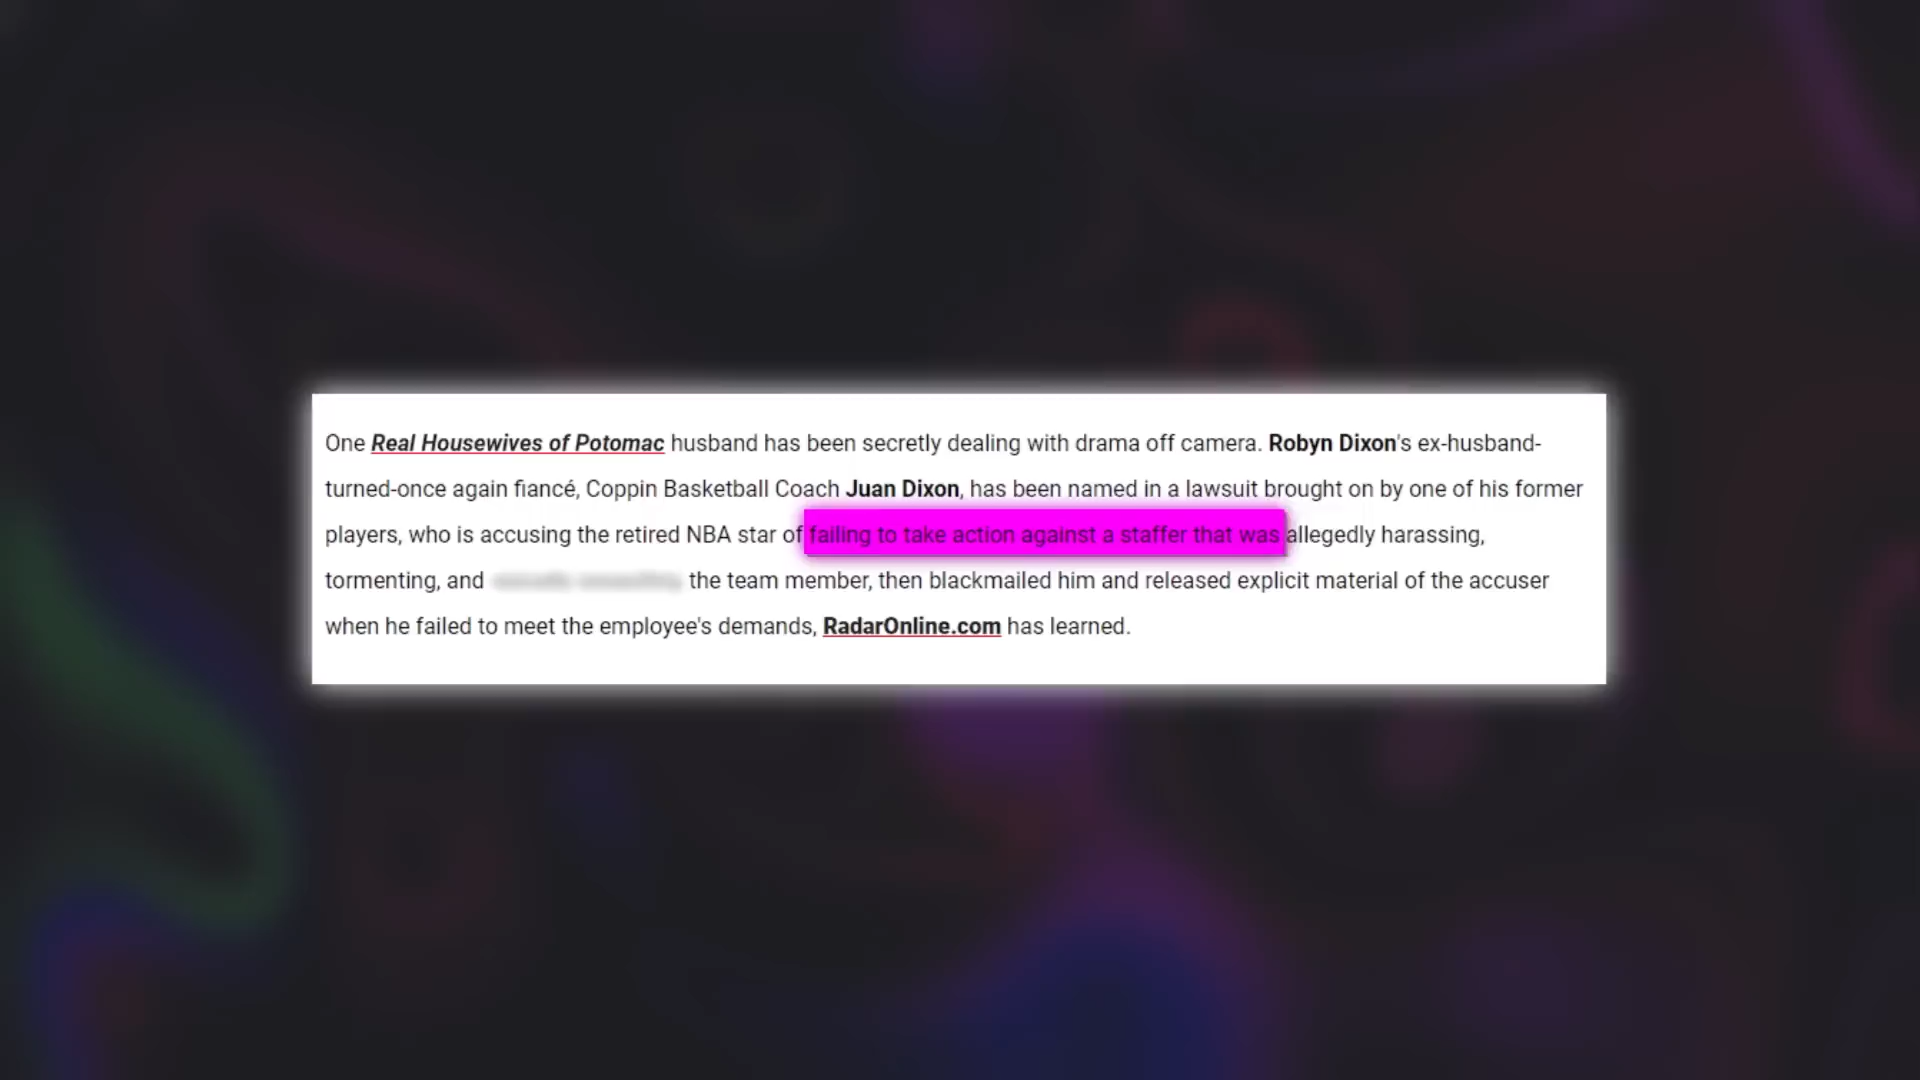 One Real Housewives of Potomac husband has been secretly dealing with drama off camera. Robyn Dixon's ex-husband-
turned-once again fiancé, Coppin Basketball Coach Juan Dixon, has been named in a lawsuit brought on by one of his former
players, who is accusing the retired NBA star of failing to take action against a staffer that was allegedly harassing,
tormenting, and the team member, then blackmailed him and released explicit material of the accuser
when he failed to meet the employee's demands, RadarOnline.com has learned.